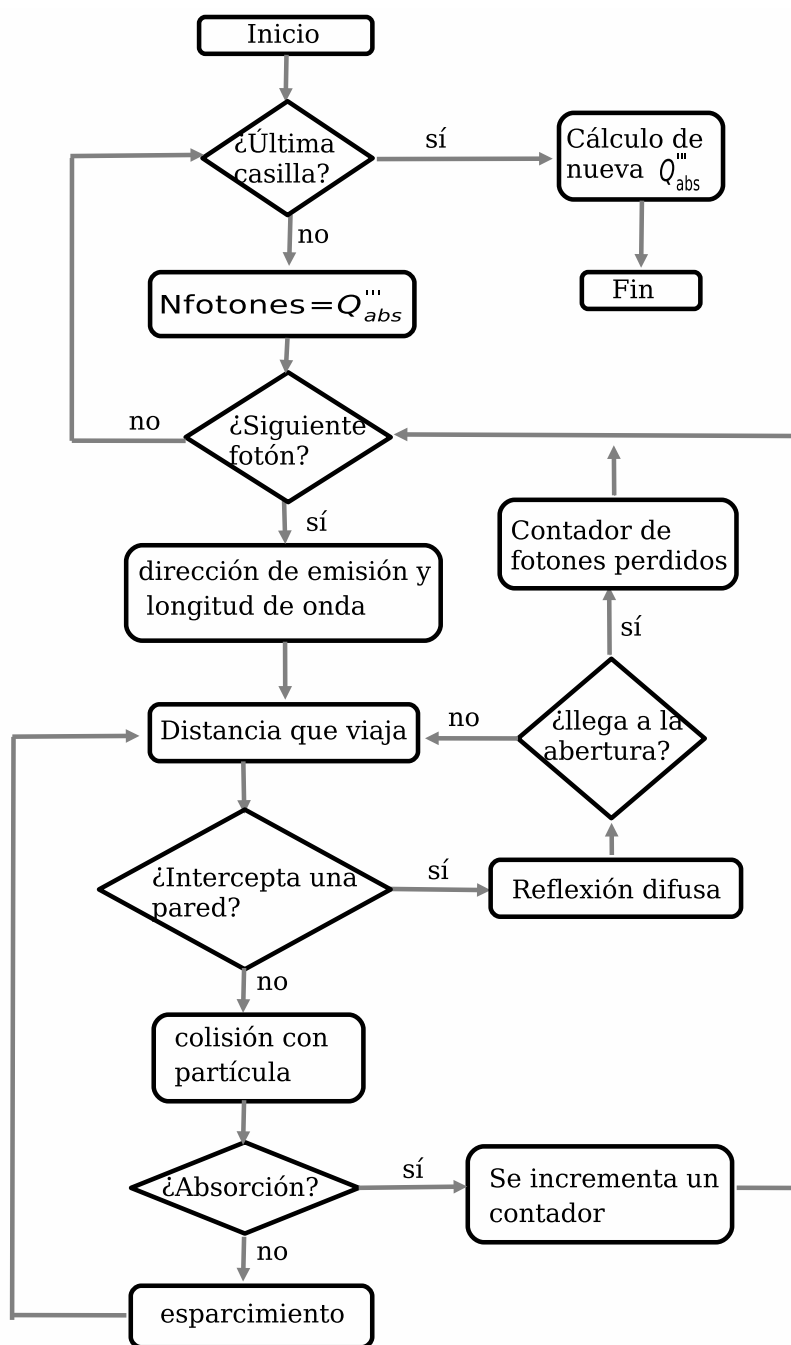 Inicio
¿Última
casilla?
sí
Cálculo de
nueva Q'''abs
no
Fin
Nfotones=Q'''abs
¿Siguiente
fotón?
no
sí
Contador de
fotones perdidos
dirección de emisión y
longitud de onda
sí
¿llega a la
abertura?
no
Distancia que viaja
¿Intercepta una
pared?
sí
Reflexión difusa
no
colisión con
partícula
¿Absorción?
sí
Se incrementa un
contador
no
esparcimiento